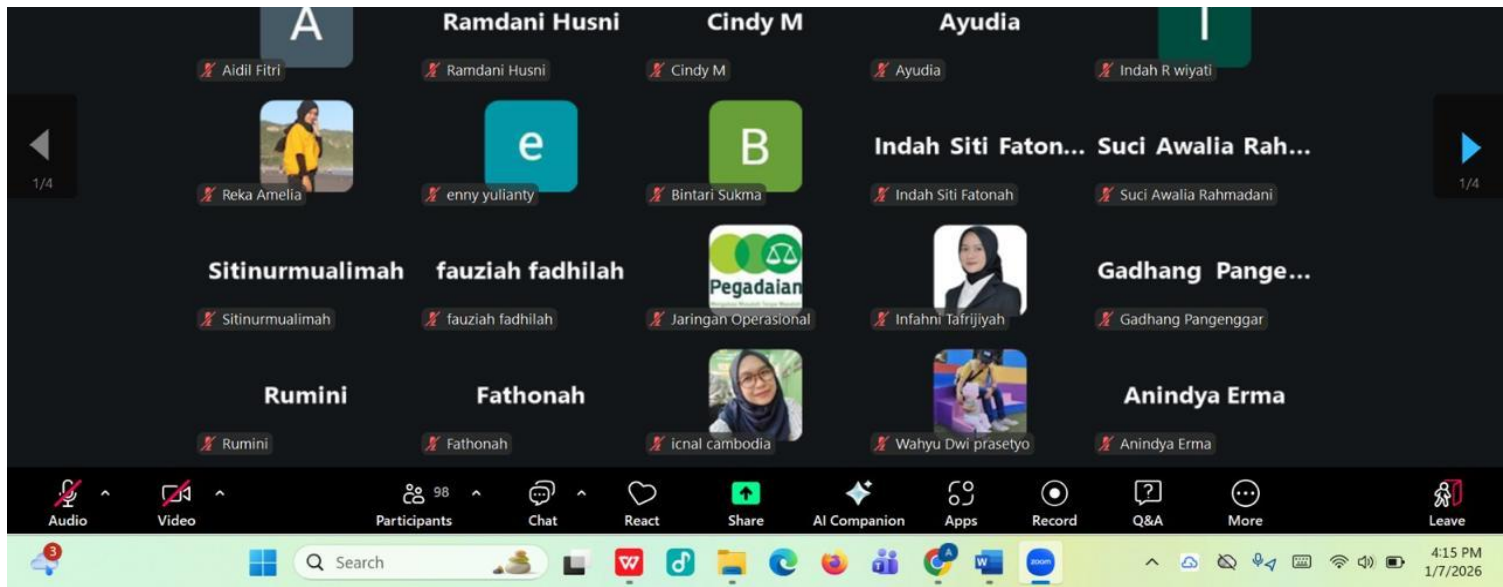 A Ramdani Husni Cindy M Ayudia I
Aidil Fitri Ramdani Husni Cindy M Ayudia Indah R wiyati
e B Indah Siti Faton... Suci Awalia Rah...
1/4 1/4
Reka Amelia enny yulianty Bintari Sukma Indah Siti Fatonah Suci Awalia Rahmadani
Sitinurmualimah fauziah fadhilah Pegadaian Gadhang Pange...
Sitinurmualimah fauziah fadhilah Jaringan Operasional Infahni Tafrijiyah Gadhang Pangenggar
Rumini Fathonah Anindya Erma
Rumini Fathonah icnal cambodia Wahyu Dwi prasetyo Anindya Erma
98
Audio Video Participants Chat React Share AI Companion Apps Record Q&A More Leave
3 Search W A W zoom 4:15 PM
1/7/2026